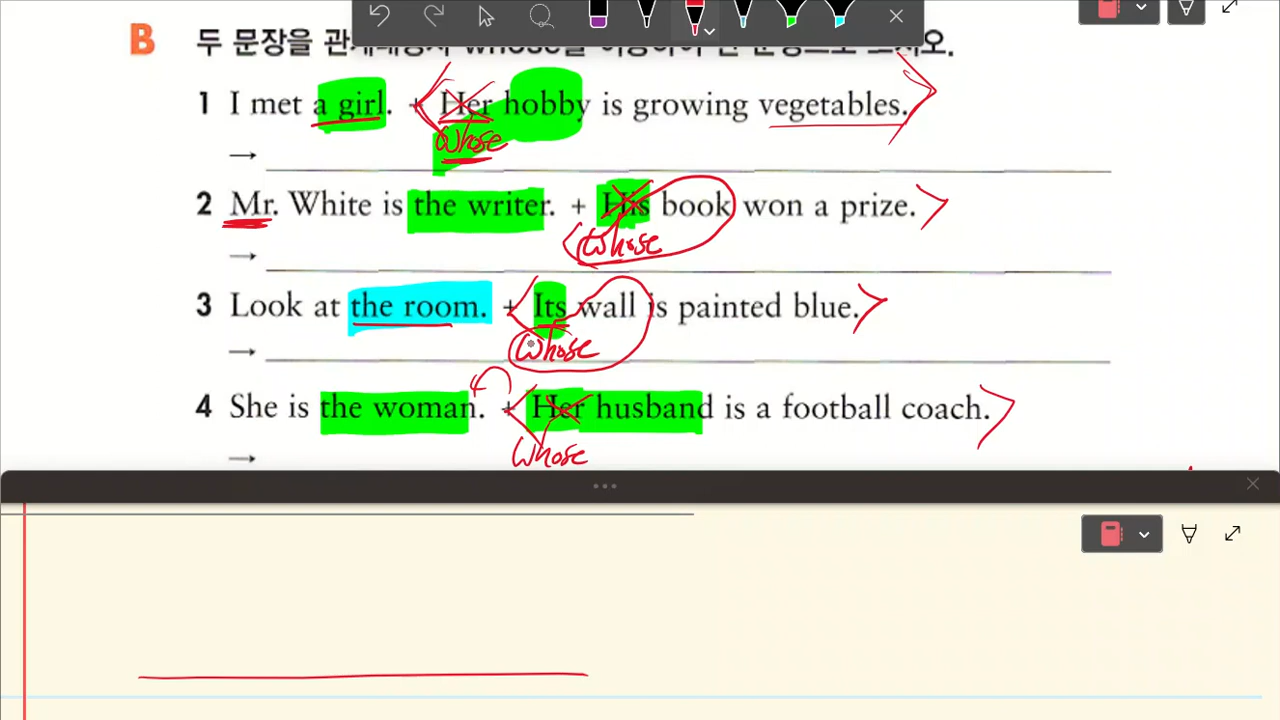 B 두 문장을 관계대명사 whose를 이용하여 한 문장으로 쓰시오.
1 I met a girl. + Her hobby is growing vegetables.
whose
→
2 Mr. White is the writer. + His book won a prize.
whose
→
3 Look at the room. + Its wall is painted blue.
whose
→
4 She is the woman. + Her husband is a football coach.
whose
→